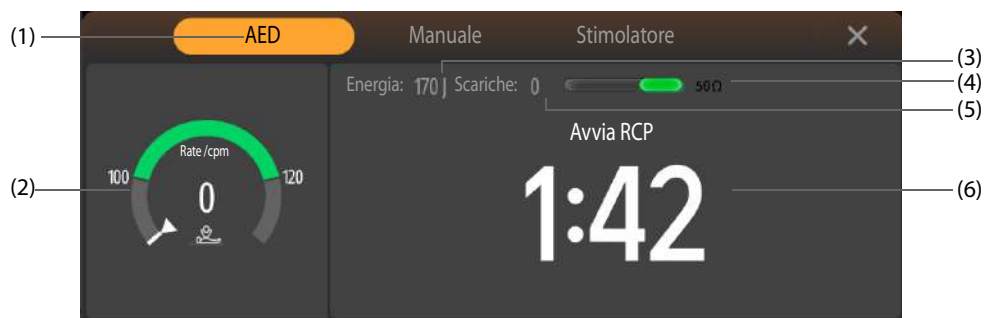 (1) AED Manuale Stimolatore ×
(3)
Energia: 170 J Scariche: 0 50Ω (4)
(5)
Avvia RCP
Rate/cpm
(2) 100 120
0
1:42 (6)